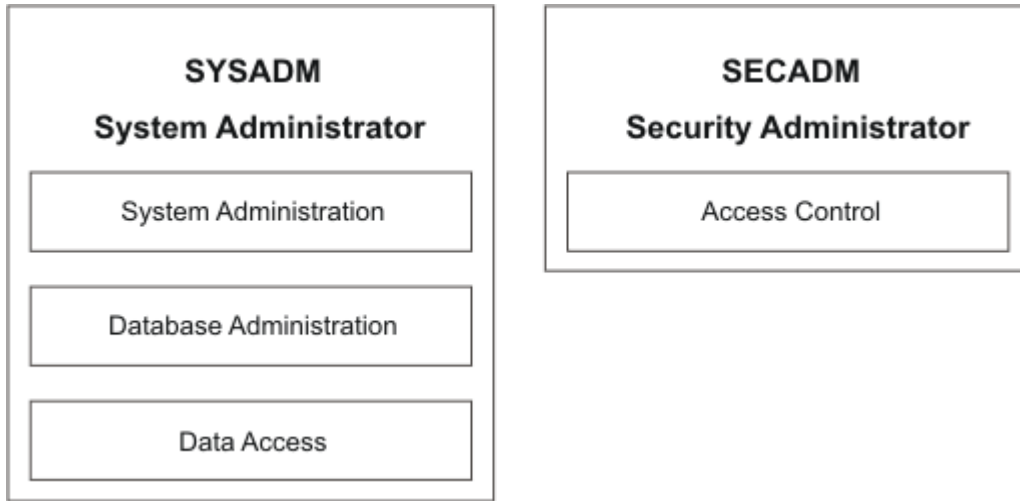 SYSADM
System Administrator
System Administration
Database Administration
Data Access
SECADM
Security Administrator
Access Control